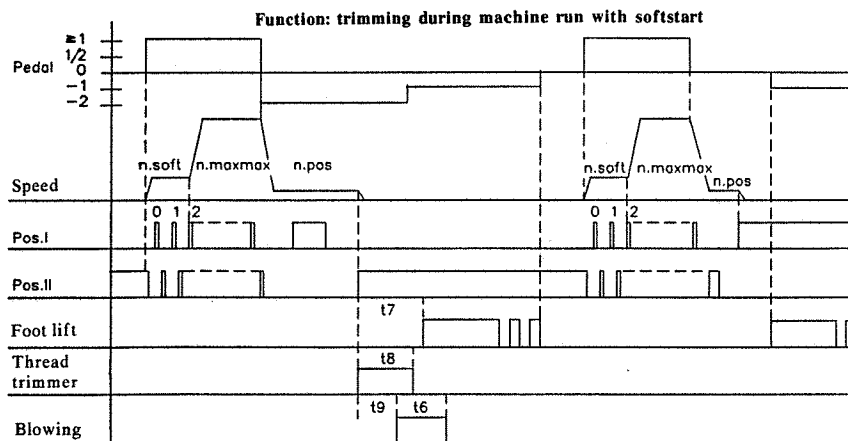 Function: trimming during machine run with softstart
≥1
1/2
Pedal 0
−1
−2
n.soft n.maxmax n.pos n.soft n.maxmax n.pos
Speed
0 1 2 0 1 2
Pos.I
Pos.II
t7
Foot lift
Thread t8
trimmer
t9 t6
Blowing